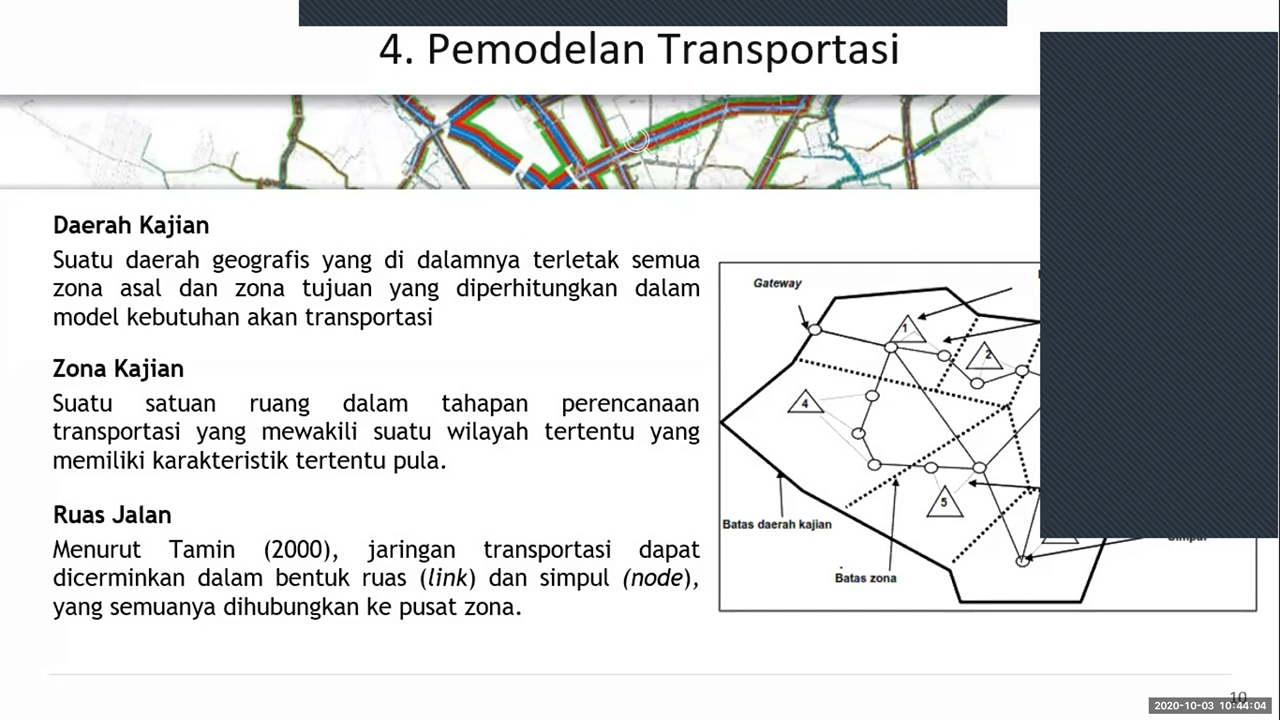 4. Pemodelan Transportasi
Daerah Kajian
Suatu daerah geografis yang di dalamnya terletak semua
zona asal dan zona tujuan yang diperhitungkan dalam
model kebutuhan akan transportasi
Zona Kajian
Suatu satuan ruang dalam tahapan perencanaan
transportasi yang mewakili suatu wilayah tertentu yang
memiliki karakteristik tertentu pula.
Ruas Jalan
Menurut Tamin (2000), jaringan transportasi dapat
dicerminkan dalam bentuk ruas (link) dan simpul (node),
yang semuanya dihubungkan ke pusat zona.
Gateway
1
2
4
5
Batas daerah kajian
Batas zona
10
2020-10-03 10:44:04